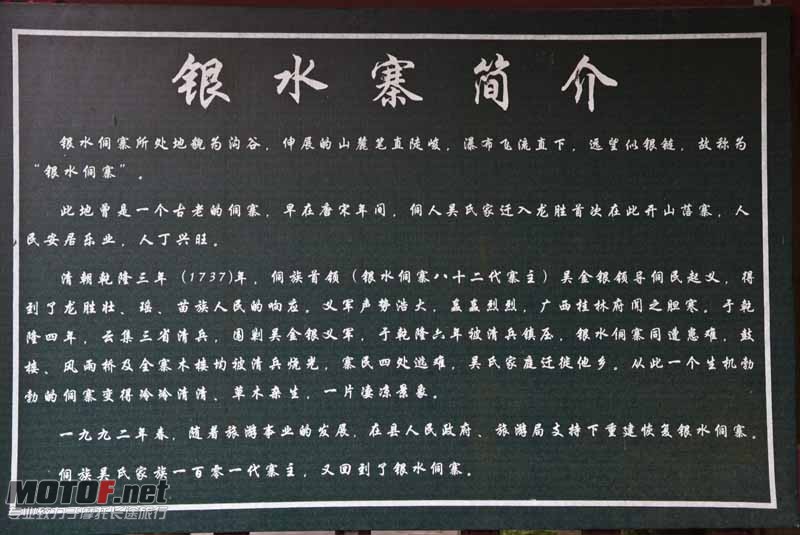 银水寨简介
银水侗寨所处地貌为沟谷，伸展的山麓笔直陡峻，瀑布飞流直下，远望似银链，故称为
“银水侗寨”。
此地曾是一个古老的侗寨，早在唐宋年间，侗人吴氏家迁入龙胜首次在此开山落寨，人
民安居乐业，人丁兴旺。
清朝乾隆三年（1737）年，侗族首领（银水侗寨八十二代寨主）吴金银领导侗民起义，得
到了龙胜壮、瑶、苗族人民的响应。义军声势浩大，轰轰烈烈，广西桂林府闻之胆寒。于乾
隆四年，云集三省清兵，围剿吴金银义军，于乾隆六年被清兵镇压，银水侗寨同遭患难，鼓
楼、风雨桥及全寨木楼均被清兵烧光，寨民四处逃难，吴氏家庭迁徙他乡。从此一个生机勃
勃的侗寨变得冷冷清清、草木杂生，一片凄凉景象。
一九九二年春，随着旅游事业的发展，在县人民政府、旅游局支持下重建恢复银水侗寨。
侗族吴氏家族一百零一代寨主，又回到了银水侗寨。
MOTOF.net
专业致力于摩托长途旅行